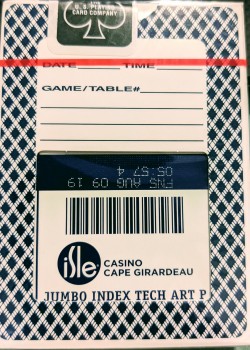 U. S. PLAYING
CARD COMPANY
DATE TIME
GAME/TABLE#
FNS AUG 09 19
05:57 4
isle
CASINO
CAPE GIRARDEAU
JUMBO INDEX TECH ART P